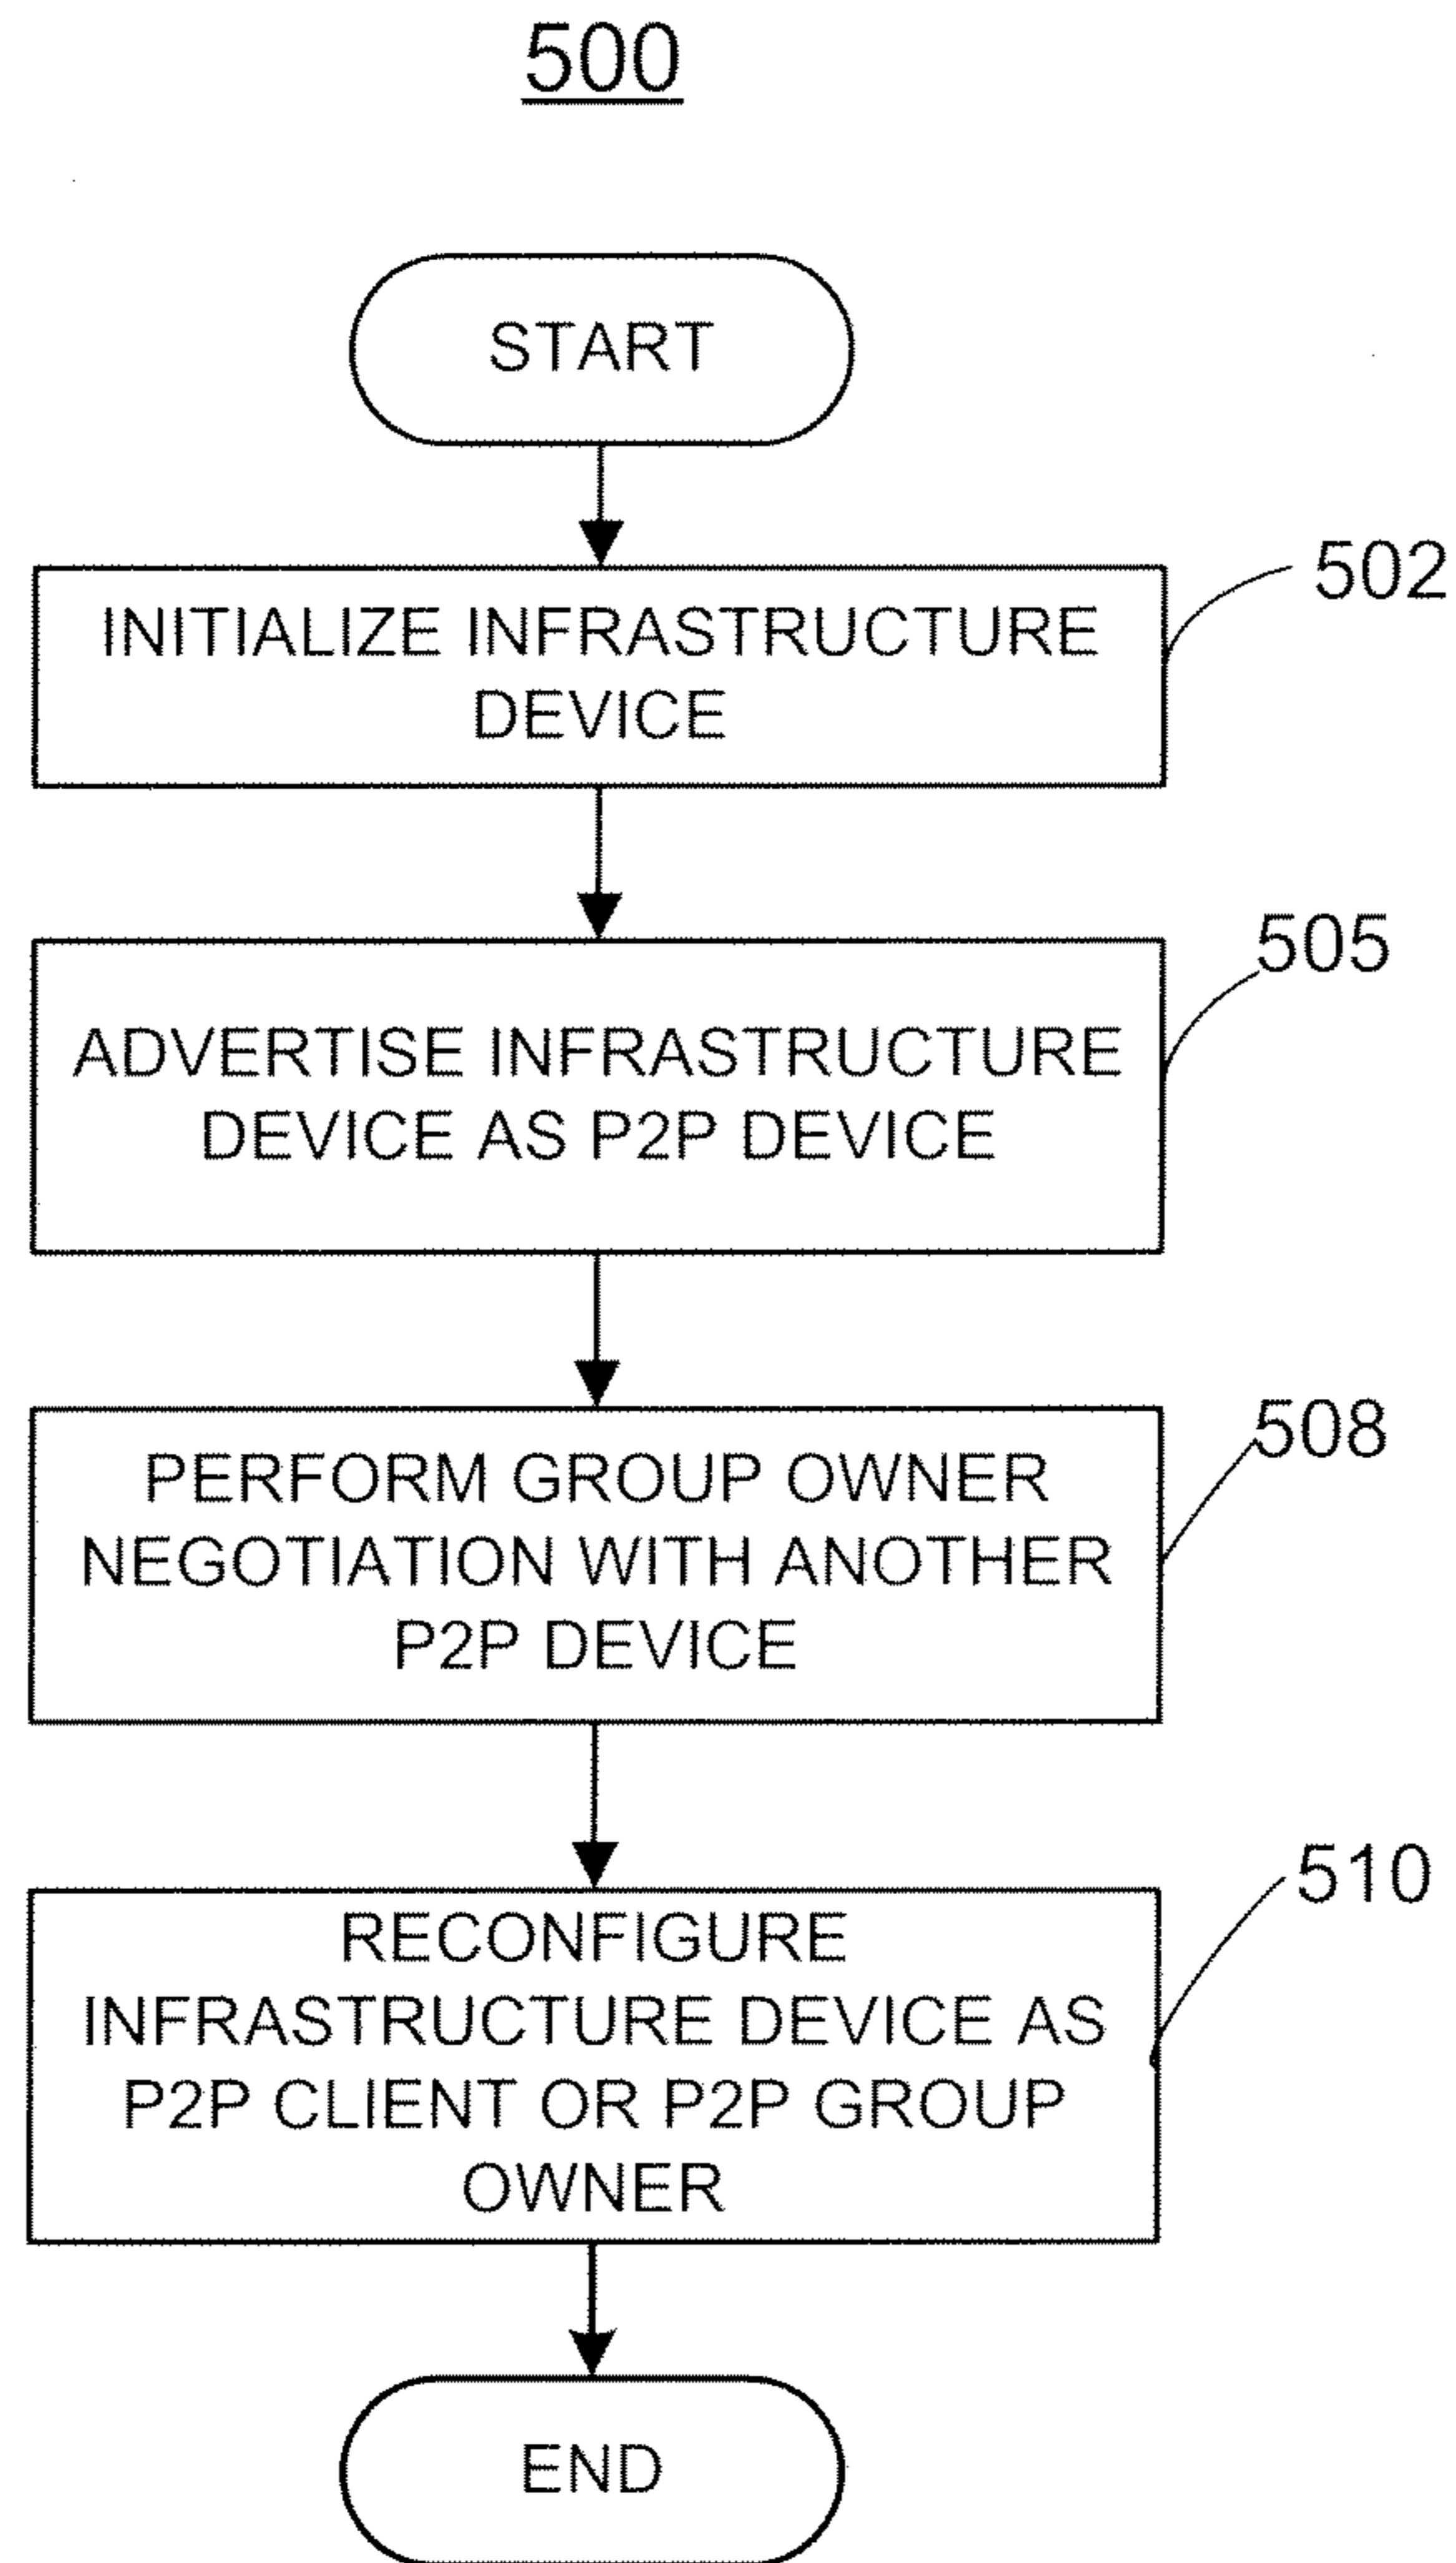 500
START
INITIALIZE INFRASTRUCTURE
DEVICE
502
ADVERTISE INFRASTRUCTURE
DEVICE AS P2P DEVICE
505
PERFORM GROUP OWNER
NEGOTIATION WITH ANOTHER
P2P DEVICE
508
RECONFIGURE
INFRASTRUCTURE DEVICE AS
P2P CLIENT OR P2P GROUP
OWNER
510
END